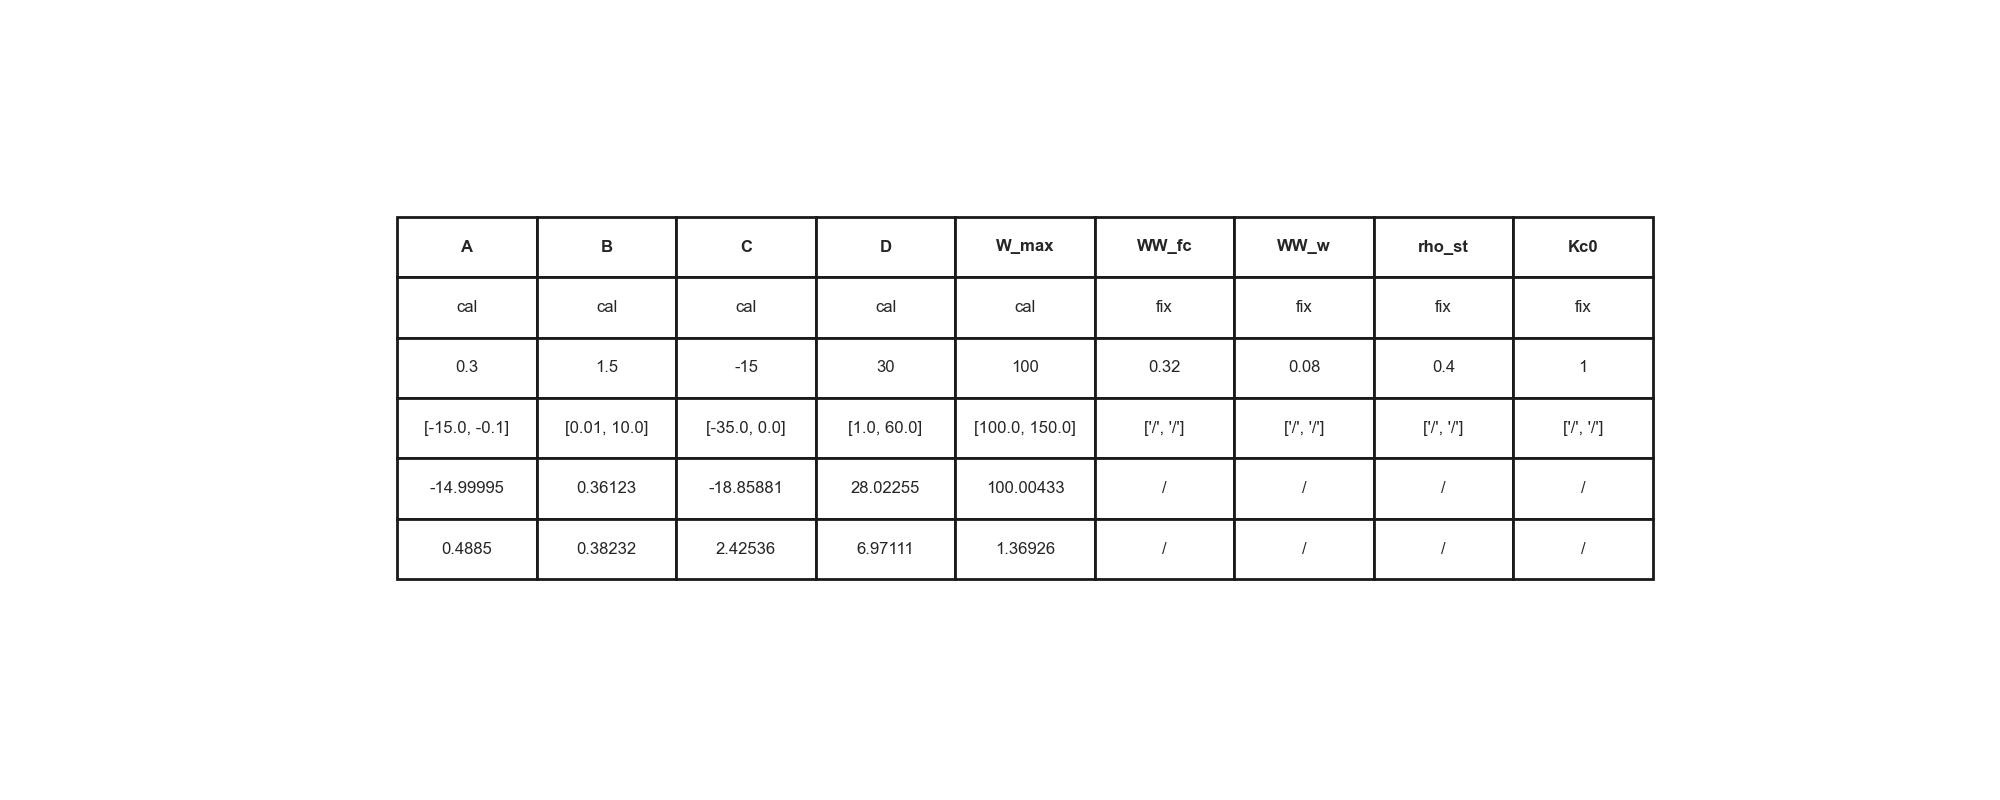 A B C D W_max WW_fc WW_w rho_st Kc0
cal cal cal cal cal fix fix fix fix
0.3 1.5 -15 30 100 0.32 0.08 0.4 1
[-15.0, -0.1] [0.01, 10.0] [-35.0, 0.0] [1.0, 60.0] [100.0, 150.0] ['/', '/'] ['/', '/'] ['/', '/'] ['/', '/']
-14.99995 0.36123 -18.85881 28.02255 100.00433 / / / /
0.4885 0.38232 2.42536 6.97111 1.36926 / / / /